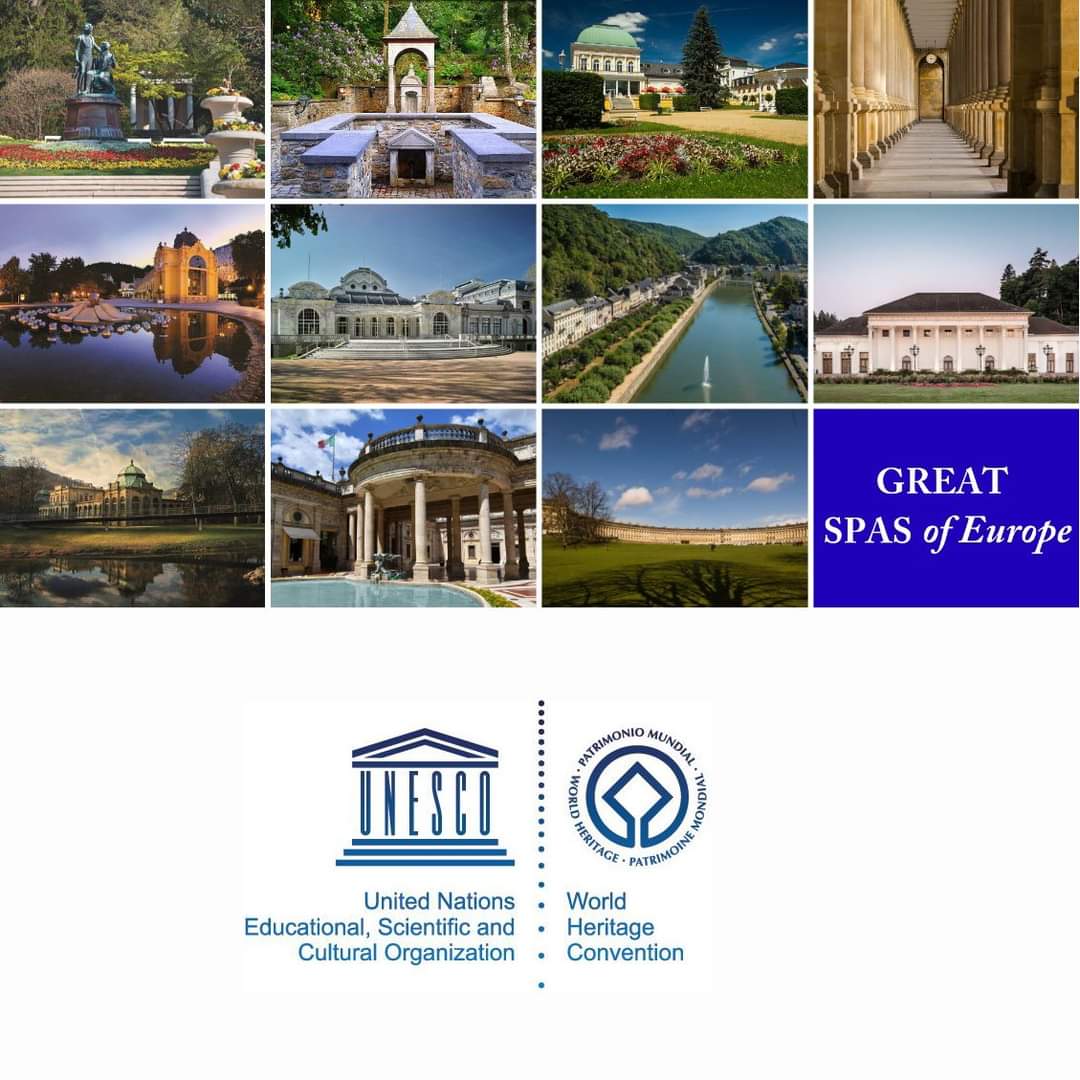 GREAT
SPAS of Europe
UNESCO
United Nations
Educational, Scientific and
Cultural Organization
· PATRIMONIO MUNDIAL · WORLD HERITAGE · PATRIMOINE MONDIAL
World
Heritage
Convention